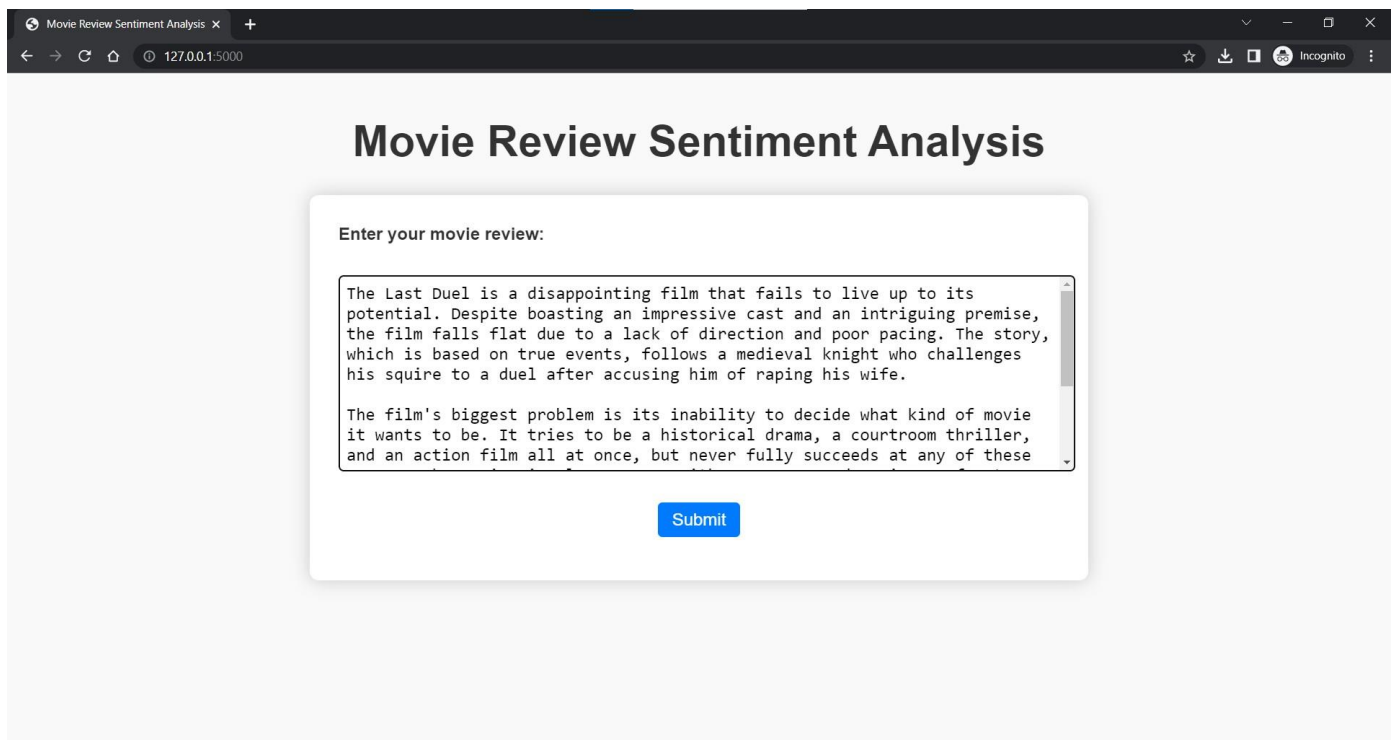 Movie Review Sentiment Analysis
127.0.0.1:5000
Incognito
Movie Review Sentiment Analysis
Enter your movie review:
The Last Duel is a disappointing film that fails to live up to its
potential. Despite boasting an impressive cast and an intriguing premise,
the film falls flat due to a lack of direction and poor pacing. The story,
which is based on true events, follows a medieval knight who challenges
his squire to a duel after accusing him of raping his wife.
The film's biggest problem is its inability to decide what kind of movie
it wants to be. It tries to be a historical drama, a courtroom thriller,
and an action film all at once, but never fully succeeds at any of these
Submit